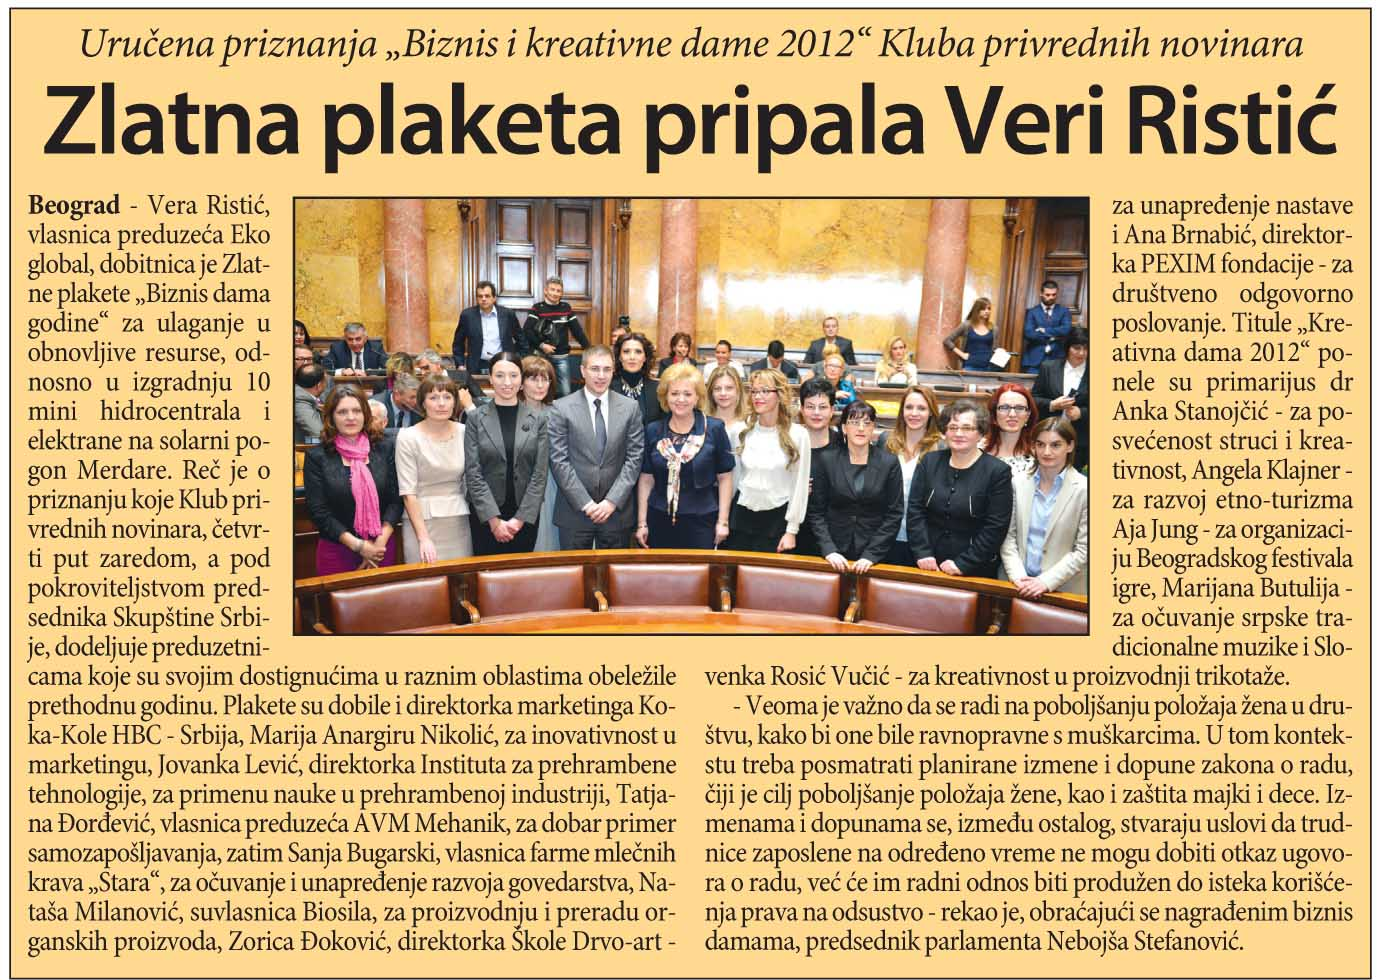 Uručena priznanja „Biznis i kreativne dame 2012“ Kluba privrednih novinara
Zlatna plaketa pripala Veri Ristić
Beograd - Vera Ristić,
vlasnica preduzeća Eko
global, dobitnica je Zlat-
ne plakete „Biznis dama
godine“ za ulaganje u
obnovljive resurse, od-
nosno u izgradnju 10
mini hidrocentrala i
elektrane na solarni po-
gon Merdare. Reč je o
priznanju koje Klub pri-
vrednih novinara, četvr-
ti put zaredom, a pod
pokroviteljstvom pred-
sednika Skupštine Srbi-
je, dodeljuje preduzetni-
cama koje su svojim dostignućima u raznim oblastima obeležile
prethodnu godinu. Plakete su dobile i direktorka marketinga Ko-
ka-Kole HBC - Srbija, Marija Anargiru Nikolić, za inovativnost u
marketingu, Jovanka Lević, direktorka Instituta za prehrambene
tehnologije, za primenu nauke u prehrambenoj industriji, Tatja-
na Đorđević, vlasnica preduzeća AVM Mehanik, za dobar primer
samozapošljavanja, zatim Sanja Bugarski, vlasnica farme mlečnih
krava „Stara“, za očuvanje i unapređenje razvoja govedarstva, Na-
taša Milanović, suvlasnica Biosila, za proizvodnju i preradu or-
ganskih proizvoda, Zorica Đoković, direktorka Škole Drvo-art -
za unapređenje nastave
i Ana Brnabić, direktor-
ka PEXIM fondacije - za
društveno odgovorno
poslovanje. Titule „Kre-
ativna dama 2012“ po-
nele su primarijus dr
Anka Stanojčić - za po-
svećenost struci i krea-
tivnost, Angela Klajner -
za razvoj etno-turizma
Aja Jung - za organizaci-
ju Beogradskog festivala
igre, Marijana Butulija -
za očuvanje srpske tra-
dicionalne muzike i Slo-
venka Rosić Vučić - za kreativnost u proizvodnji trikotaže.
- Veoma je važno da se radi na poboljšanju položaja žena u dru-
štvu, kako bi one bile ravnopravne s muškarcima. U tom kontek-
stu treba posmatrati planirane izmene i dopune zakona o radu,
čiji je cilj poboljšanje položaja žene, kao i zaštita majki i dece. Iz-
menama i dopunama se, između ostalog, stvaraju uslovi da trud-
nice zaposlene na određeno vreme ne mogu dobiti otkaz ugovo-
ra o radu, već će im radni odnos biti produžen do isteka korišće-
nja prava na odsustvo - rekao je, obraćajući se nagrađenim biznis
damama, predsednik parlamenta Nebojša Stefanović.